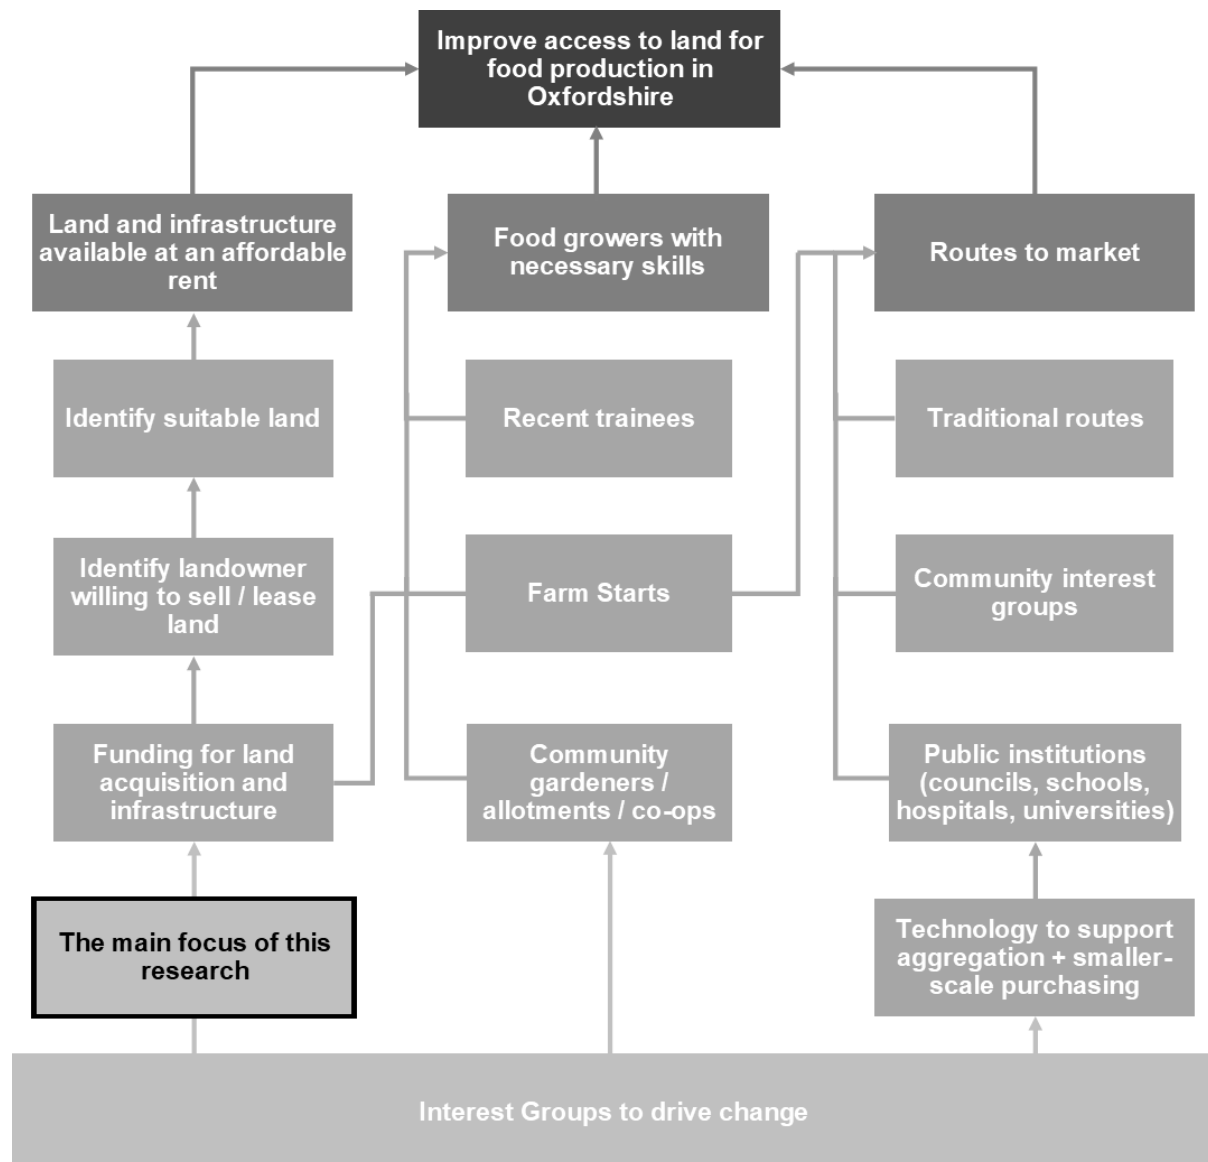 Improve access to land for
food production in
Oxfordshire
Land and infrastructure
available at an affordable
rent
Food growers with
necessary skills
Routes to market
Identify suitable land
Recent trainees
Traditional routes
Identify landowner
willing to sell / lease
land
Farm Starts
Community interest
groups
Funding for land
acquisition and
infrastructure
Community
gardeners /
allotments / co-ops
Public institutions
(councils, schools,
hospitals, universities)
The main focus of this
research
Technology to support
aggregation + smaller-
scale purchasing
Interest Groups to drive change